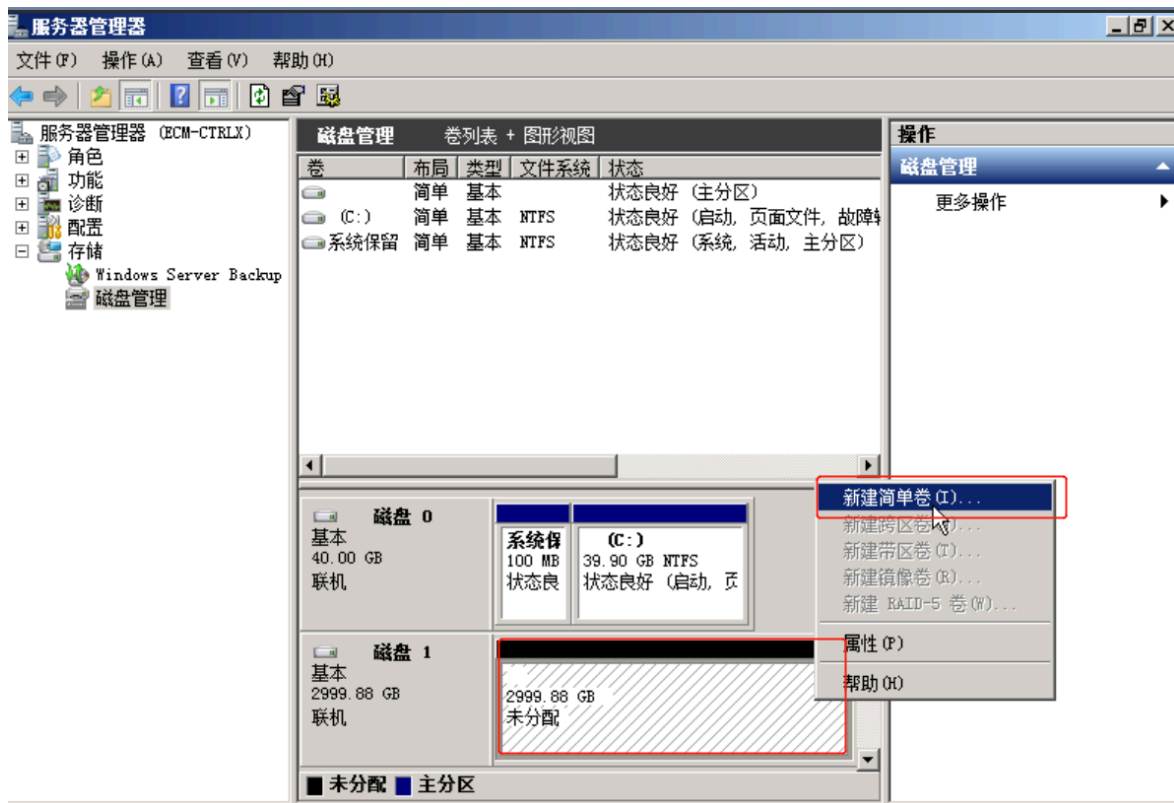 服务器管理器
文件(F) 操作(A) 查看(V) 帮助(H)
服务器管理器 (ECM-CTRLX)
角色
功能
诊断
配置
存储
Windows Server Backup
磁盘管理
磁盘管理 卷列表 + 图形视图
卷 布局 类型 文件系统 状态
简单 基本 状态良好 (主分区)
(C:) 简单 基本 NTFS 状态良好 (启动, 页面文件, 故障转
系统保留 简单 基本 NTFS 状态良好 (系统, 活动, 主分区)
操作
磁盘管理
更多操作
磁盘 0
基本
40.00 GB
联机
系统保
100 MB
状态良
(C:)
39.90 GB NTFS
状态良好 (启动, 页
磁盘 1
基本
2999.88 GB
联机
2999.88 GB
未分配
新建简单卷(I)...
新建跨区卷
新建带区卷(T)...
新建镜像卷(R)...
新建 RAID-5 卷(W)...
属性(P)
帮助(H)
未分配 主分区